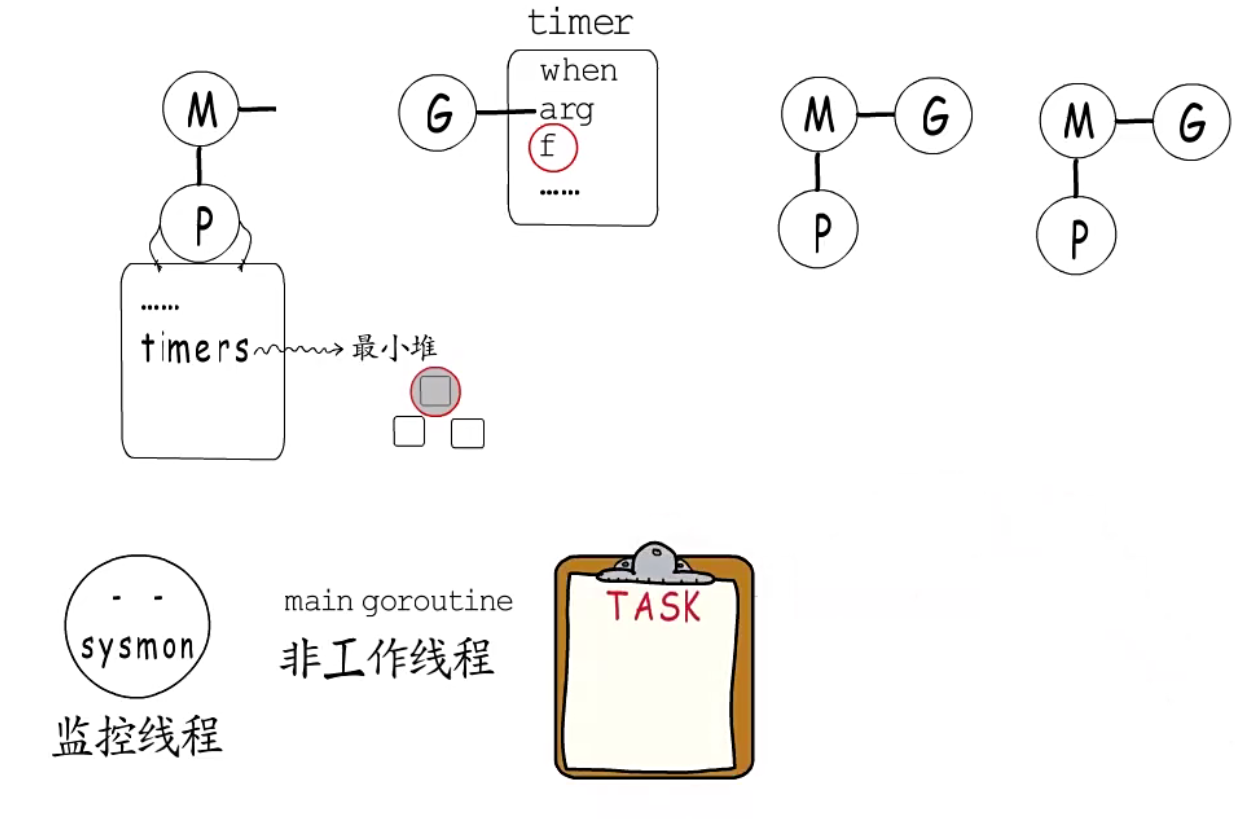 timer
when
arg
f
......
M
G
M
G
M
G
P
P
P
......
timers
最小堆
sysmon
监控线程
main goroutine
非工作线程
TASK